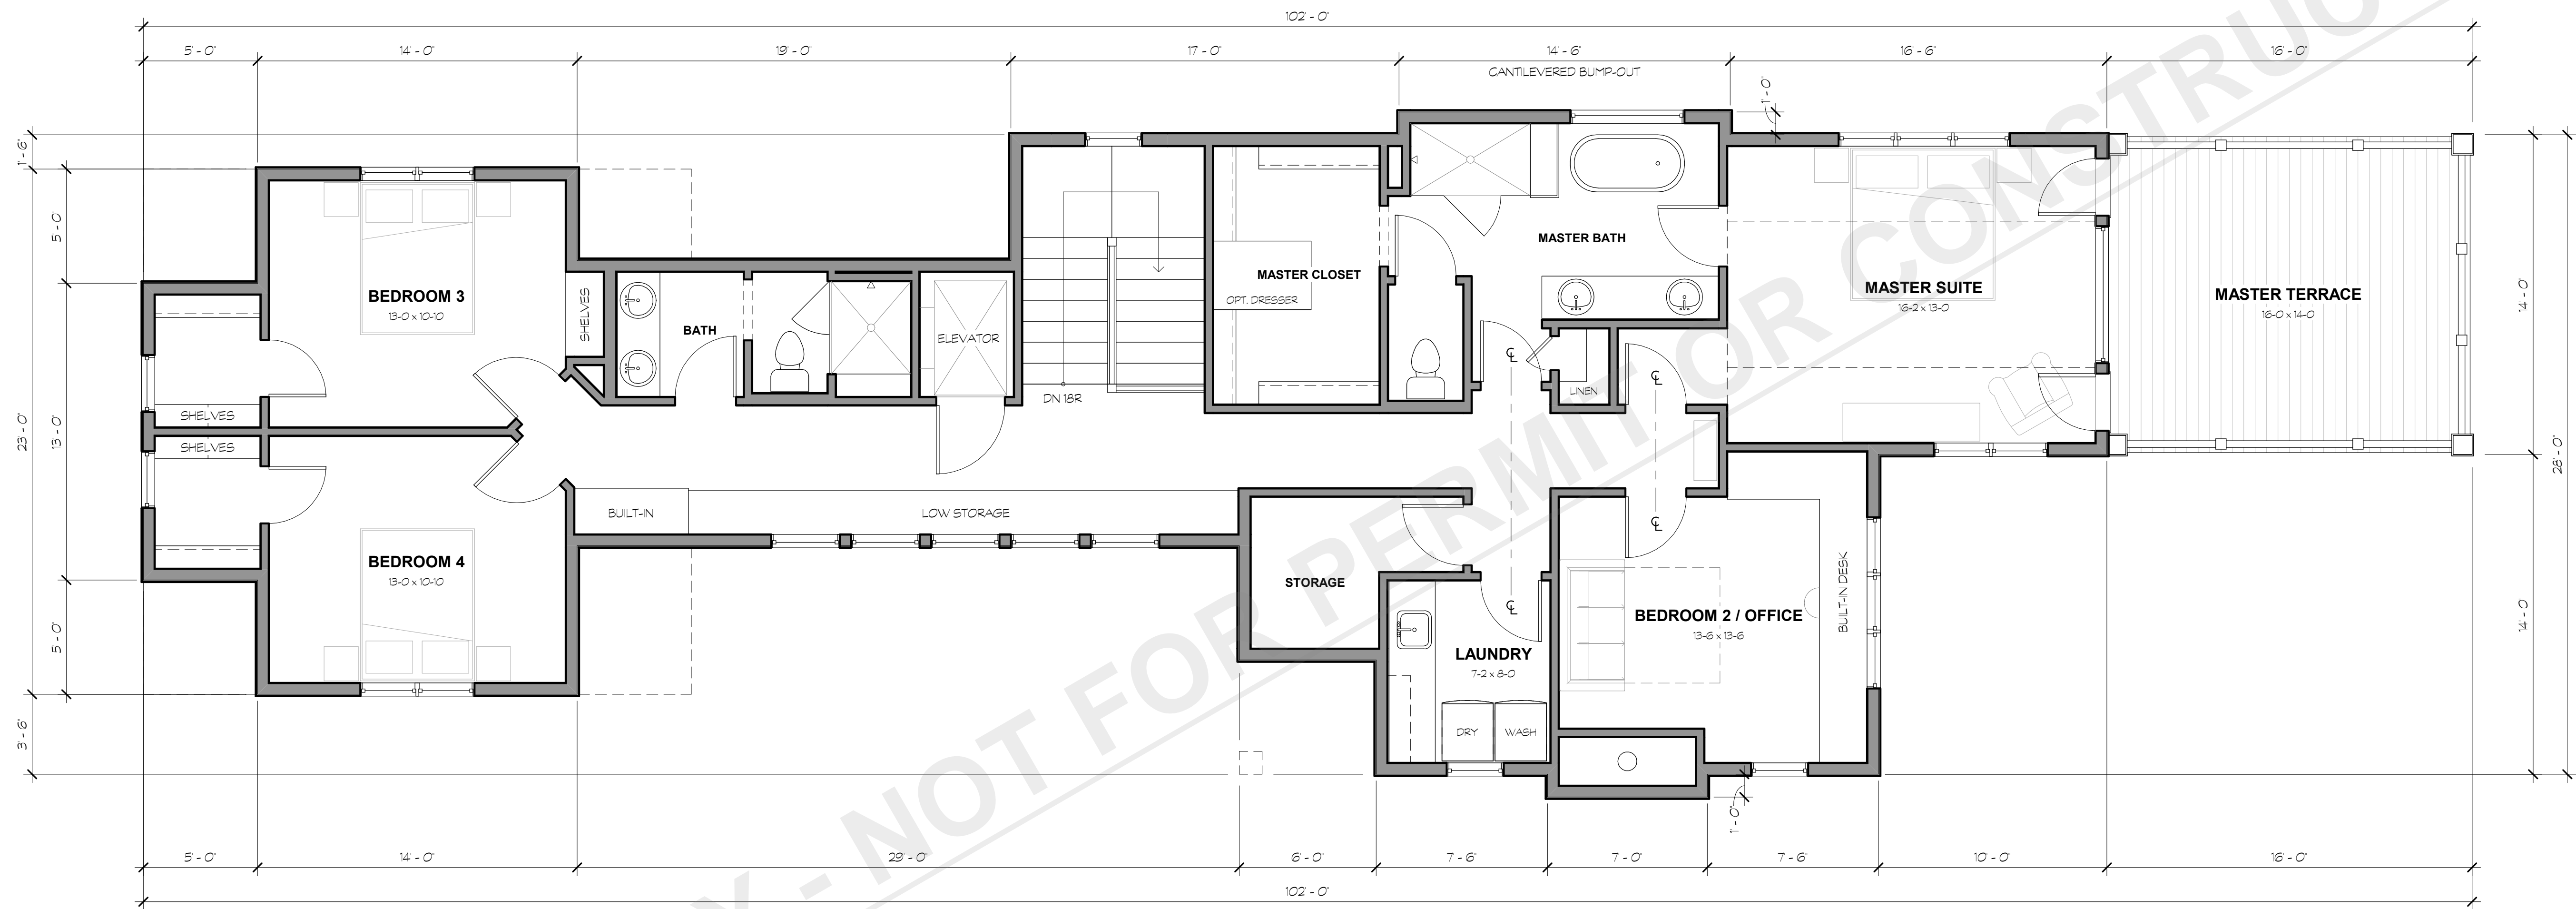 102' - 0"
5' - 0"
14' - 0"
19' - 0"
17 - 0"
14' - 6"
16' - 6"
16' - 0"
CANTILEVERED BUMP-OUT
1' - 0"
1' - 6"
5' - 0"
13' - 0"
23' - 0"
5' - 0"
3' - 6"
BEDROOM 3
13-0 x 10-10
SHELVES
BATH
ELEVATOR
DN 18R
MASTER CLOSET
OPT. DRESSER
MASTER BATH
LINEN
MASTER SUITE
16-2 x 13-0
MASTER TERRACE
16-0 x 14-0
14' - 0"
28' - 0"
14' - 0"
SHELVES
SHELVES
BEDROOM 4
13-0 x 10-10
BUILT-IN
LOW STORAGE
STORAGE
LAUNDRY
7-2 x 8-0
DRY
WASH
BEDROOM 2 / OFFICE
13-6 x 13-6
BUILT-IN DESK
1' - 0"
5' - 0"
14' - 0"
29' - 0"
6 - 0"
7 - 6"
7 - 0"
7 - 6"
10' - 0"
16' - 0"
102' - 0"
- NOT FOR PERMIT OR CONSTRUC